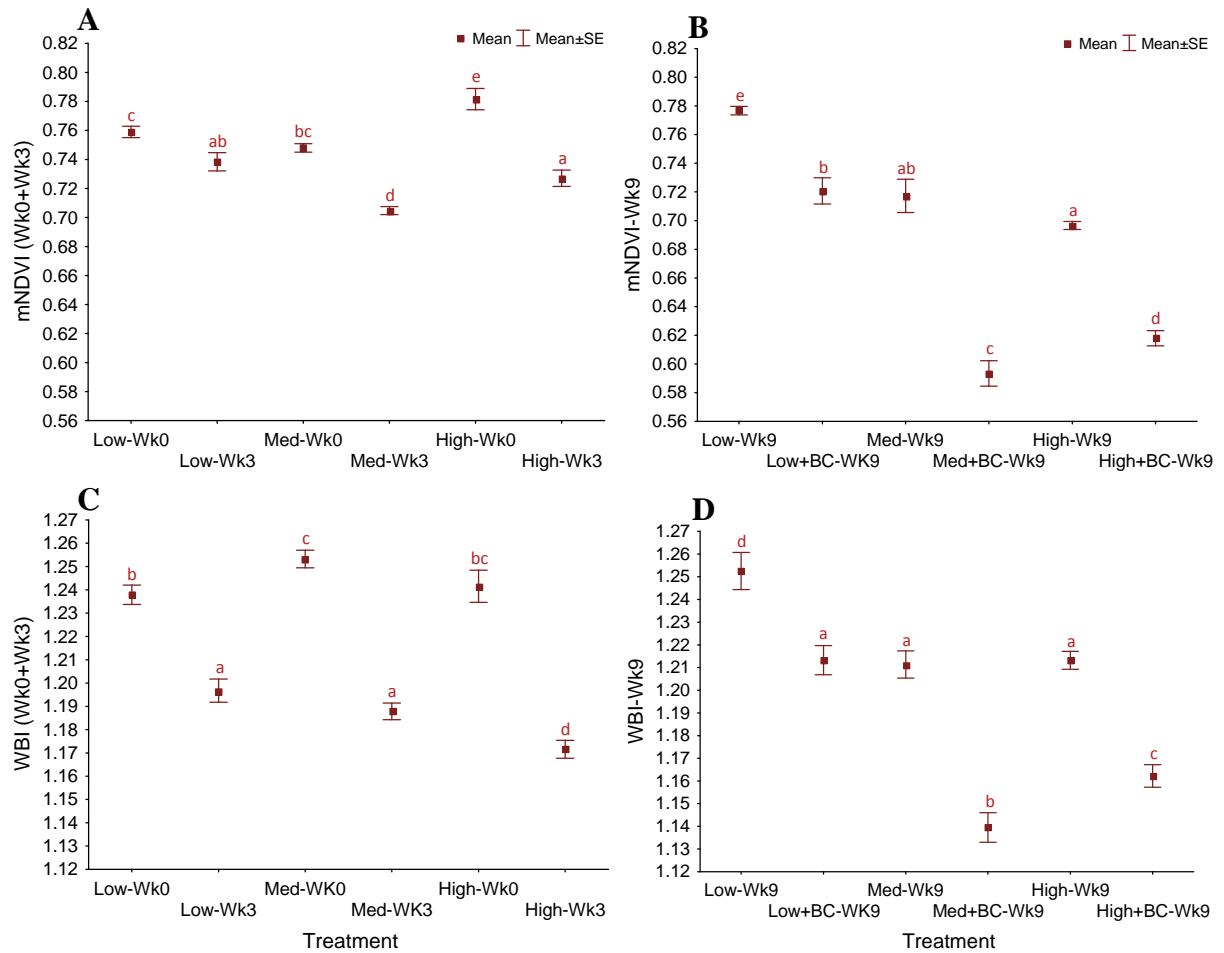 A
Mean Mean±SE
0.82
0.80
0.78
0.76
0.74
0.72
0.70
0.68
0.66
0.64
0.62
0.60
0.58
0.56
mNDVI (Wk0+Wk3)
c
ab
bc
d
e
a
Low-Wk0 Med-Wk0 High-Wk0
Low-Wk3 Med-Wk3 High-Wk3
B
Mean Mean±SE
0.82
0.80
0.78
0.76
0.74
0.72
0.70
0.68
0.66
0.64
0.62
0.60
0.58
0.56
mNDVI-Wk9
e
b
ab
c
a
d
Low-Wk9 Med-Wk9 High-Wk9
Low+BC-WK9 Med+BC-Wk9 High+BC-Wk9
C
1.27
1.26
1.25
1.24
1.23
1.22
1.21
1.20
1.19
1.18
1.17
1.16
1.15
1.14
1.13
1.12
WBI (Wk0+Wk3)
b
a
c
a
bc
d
Low-Wk0 Med-WK0 High-Wk0
Low-Wk3 Med-WK3 High-Wk3
Treatment
D
1.27
1.26
1.25
1.24
1.23
1.22
1.21
1.20
1.19
1.18
1.17
1.16
1.15
1.14
1.13
1.12
WBI-Wk9
d
a
a
b
a
c
Low-Wk9 Med-Wk9 High-Wk9
Low+BC-WK9 Med+BC-Wk9 High+BC-Wk9
Treatment